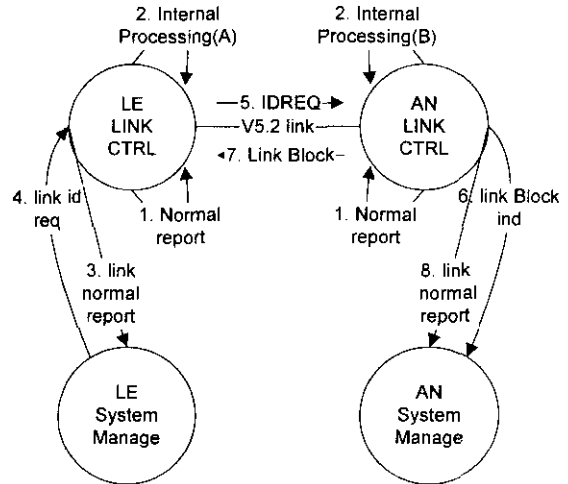 2. Internal
Processing(A)
2. Internal
Processing(B)
LE
LINK
CTRL
5. IDREQ
V5.2 link
7. Link Block
AN
LINK
CTRL
4. link id
req
1. Normal
report
1. Normal
report
6. link Block
ind
3. link
normal
report
8. link
normal
report
LE
System
Manage
AN
System
Manage